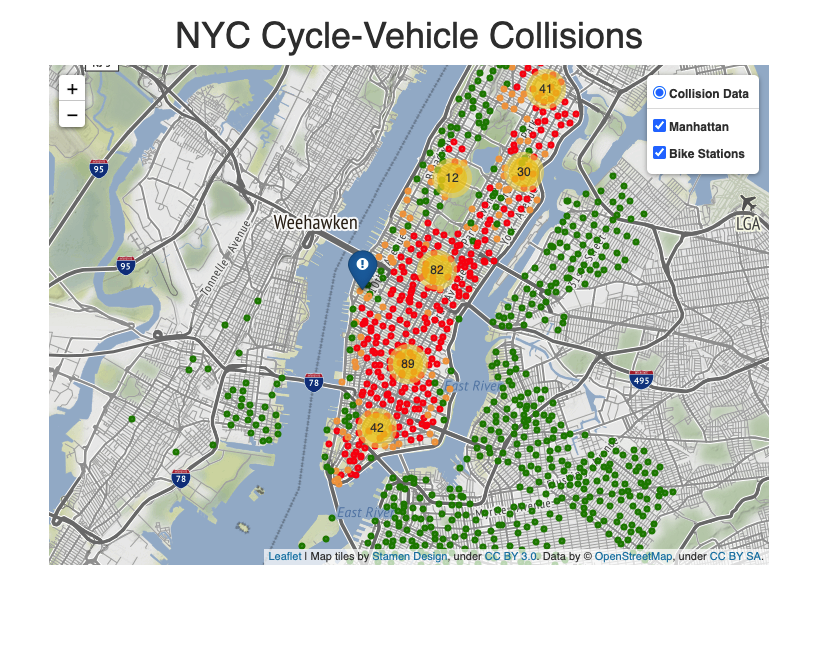 NYC Cycle-Vehicle Collisions
+
−
41
Collision Data
Manhattan
Bike Stations
95
12
30
LGA
Weehawken
Tonnelle Avenue
95
82
89
78
East River
495
42
78
East River
Leaflet | Map tiles by Stamen Design, under CC BY 3.0. Data by © OpenStreetMap, under CC BY SA.